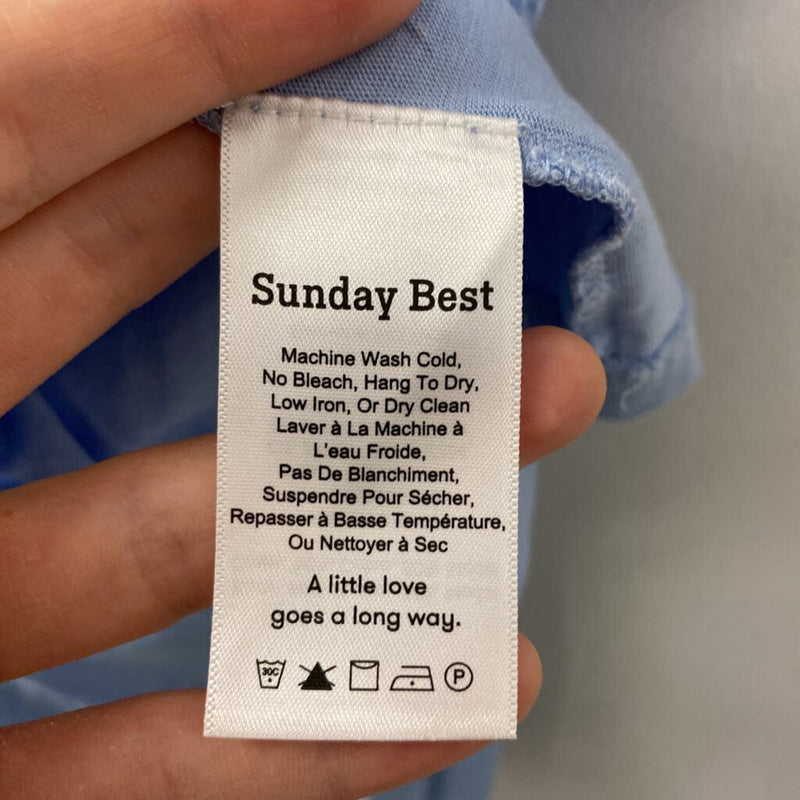 Sunday Best
Machine Wash Cold,
No Bleach, Hang To Dry,
Low Iron, Or Dry Clean
Laver à La Machine à
L'eau Froide,
Pas De Blanchiment,
Suspendre Pour Sécher,
Repasser à Basse Température,
Ou Nettoyer à Sec
A little love
goes a long way.
30C P